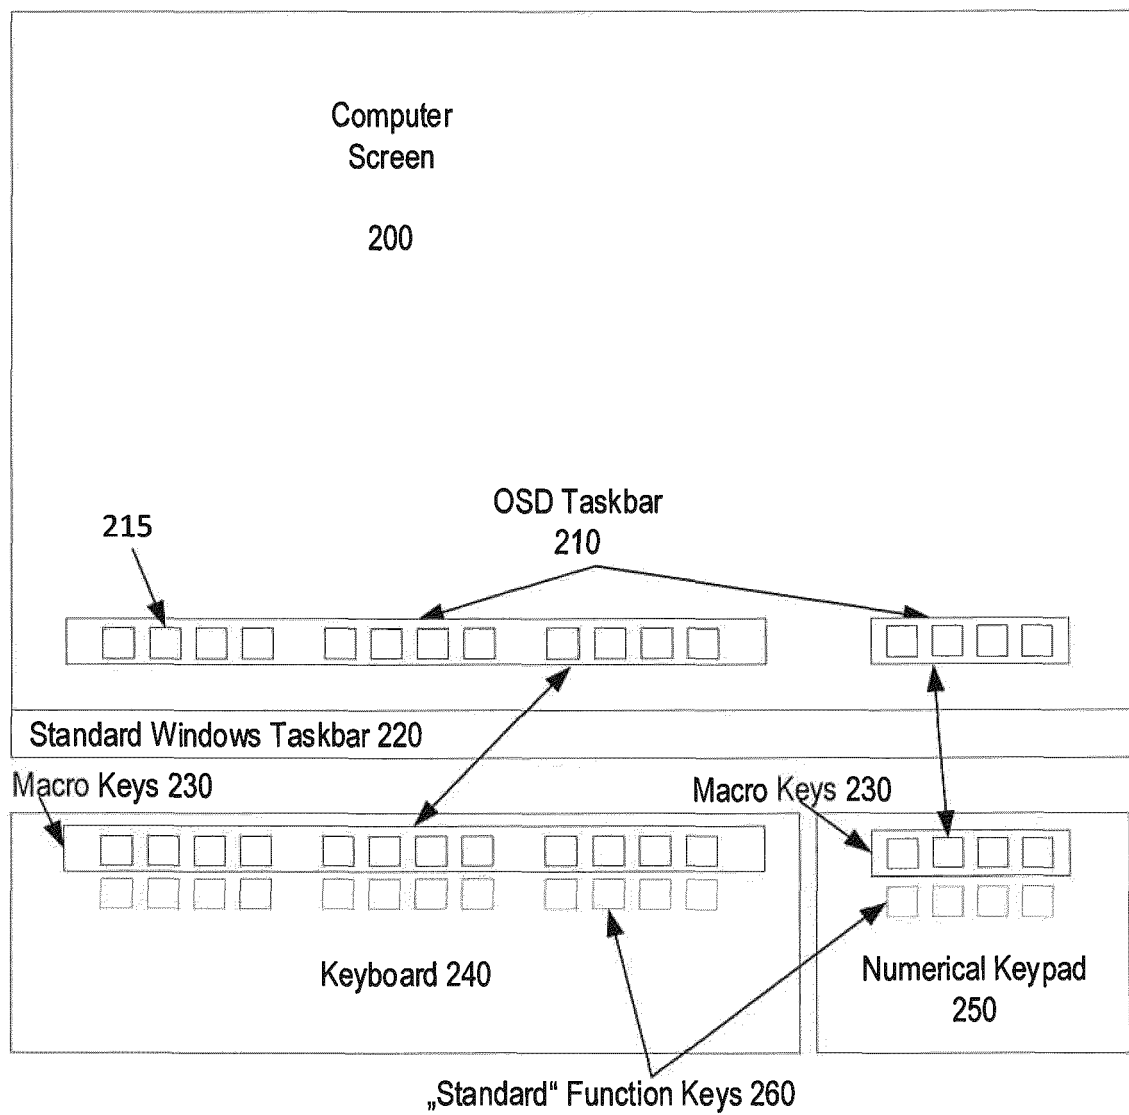 Computer
Screen
200
OSD Taskbar
210
215
Standard Windows Taskbar 220
Macro Keys 230
Macro Keys 230
Keyboard 240
Numerical Keypad
250
„Standard“ Function Keys 260